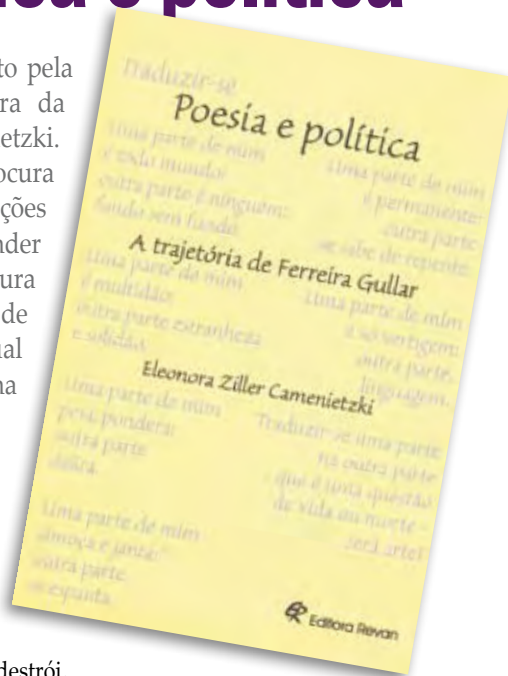 e política
to pela
ra da
etzki.
ocura
ções
nder
ura
de
ual
na
destrói
Traduzir-se
Poesia e política
Uma parte de mim
é todo mundo:
outra parte é ninguém:
fundo sem fundo.
Uma parte de mim
é permanente:
outra parte
se sabe de repente.
A trajetória de Ferreira Gullar
Uma parte de mim
é multidão:
outra parte estranheza
e solidão.
Uma parte de mim
é só vertigem:
outra parte,
linguagem.
Eleonora Ziller Camenietzki
Uma parte de mim
pesa, pondera:
outra parte
delira.
Traduzir-se uma parte
na outra parte
- que é uma questão
de vida ou morte -
será arte?
Uma parte de mim
almoça e janta:
outra parte
se espanta.
Editora Revan